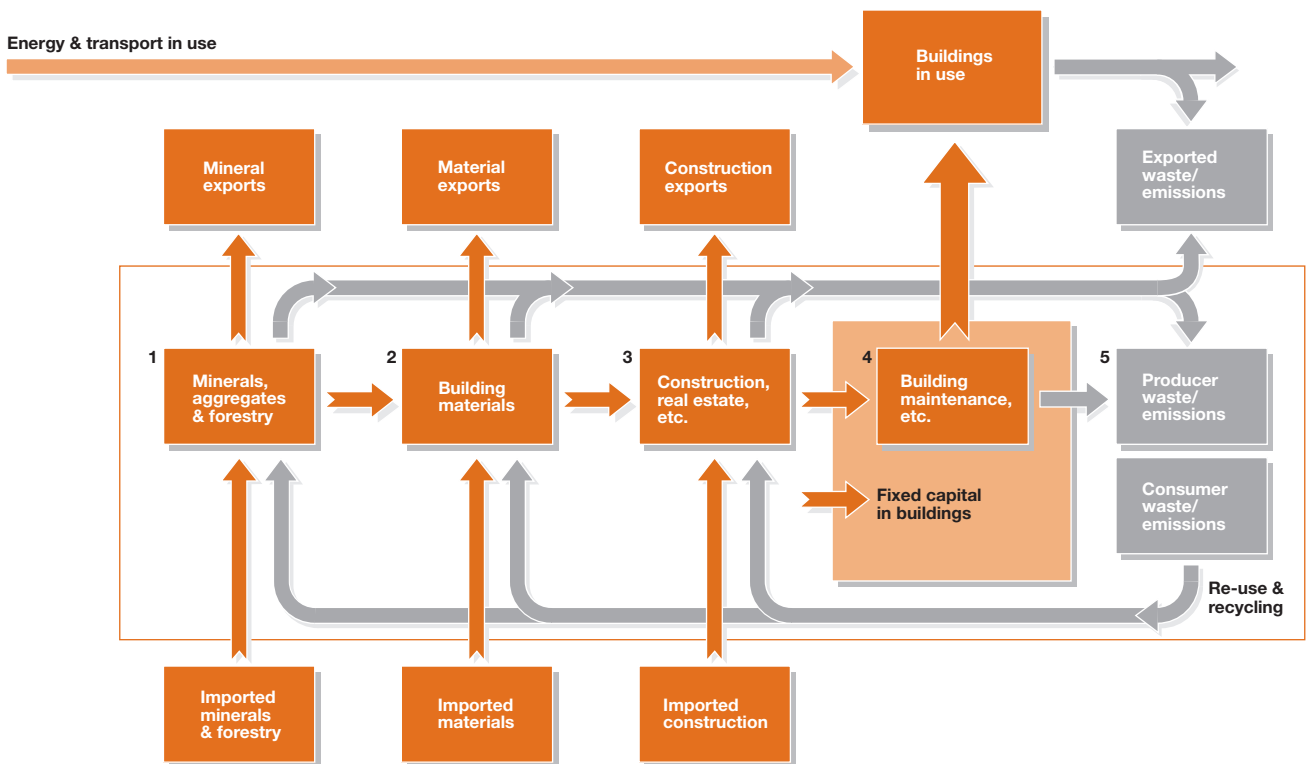 Energy & transport in use
Buildings
in use
Mineral
exports
Material
exports
Construction
exports
Exported
waste/
emissions
1
Minerals,
aggregates
& forestry
2
Building
materials
3
Construction,
real estate,
etc.
4
Building
maintenance,
etc.
5
Producer
waste/
emissions
Fixed capital
in buildings
Consumer
waste/
emissions
Re-use &
recycling
Imported
minerals
& forestry
Imported
materials
Imported
construction